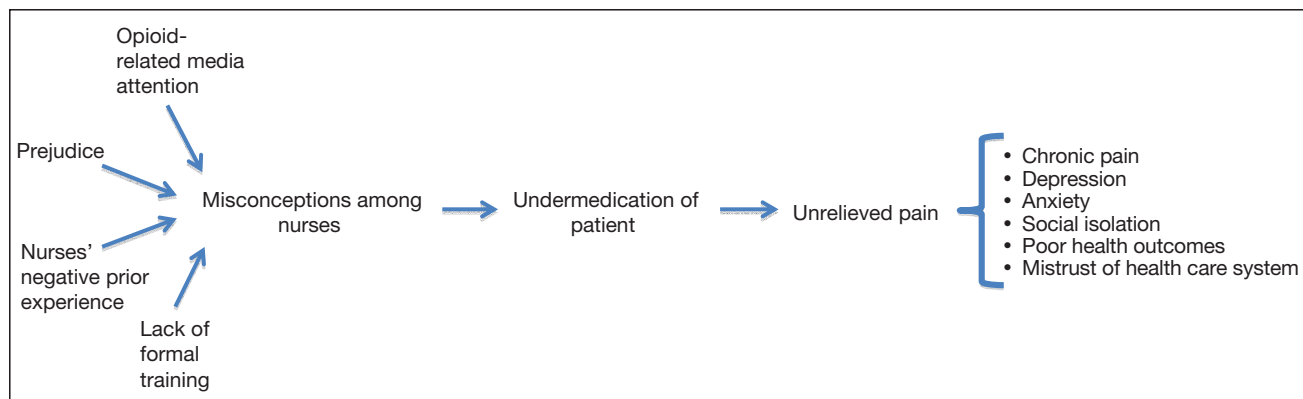 Opioid-
related media
attention
Prejudice
Nurses’
negative prior
experience
Lack of
formal
training
Misconceptions among
nurses
Undermedication of
patient
Unrelieved pain
• Chronic pain
• Depression
• Anxiety
• Social isolation
• Poor health outcomes
• Mistrust of health care system